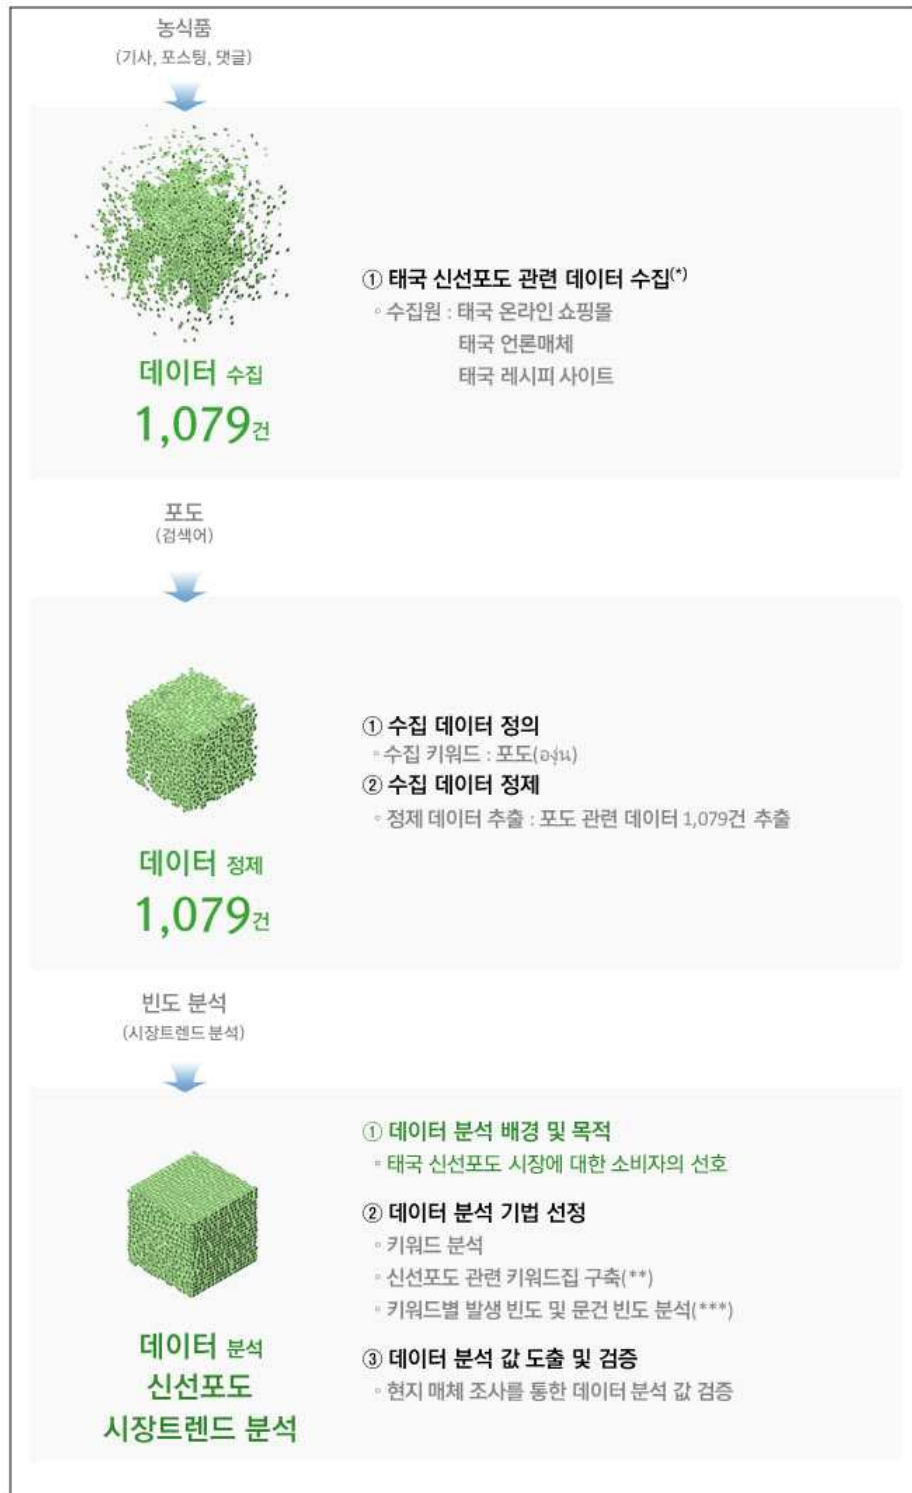 농식품
(기사, 포스팅, 댓글)
① 태국 신선포도 관련 데이터 수집(*)
◦ 수집원 : 태국 온라인 쇼핑몰
태국 언론매체
태국 레시피 사이트
데이터 수집
1,079건
포도
(검색어)
① 수집 데이터 정의
◦ 수집 키워드 : 포도(องุ่น)
② 수집 데이터 정제
◦ 정제 데이터 추출 : 포도 관련 데이터 1,079건 추출
데이터 정제
1,079건
빈도 분석
(시장트렌드 분석)
① 데이터 분석 배경 및 목적
◦ 태국 신선포도 시장에 대한 소비자의 선호
② 데이터 분석 기법 선정
◦ 키워드 분석
◦ 신선포도 관련 키워드집 구축(**)
◦ 키워드별 발생 빈도 및 문건 빈도 분석(***)
③ 데이터 분석 값 도출 및 검증
◦ 현지 매체 조사를 통한 데이터 분석 값 검증
데이터 분석
신선포도
시장트렌드 분석